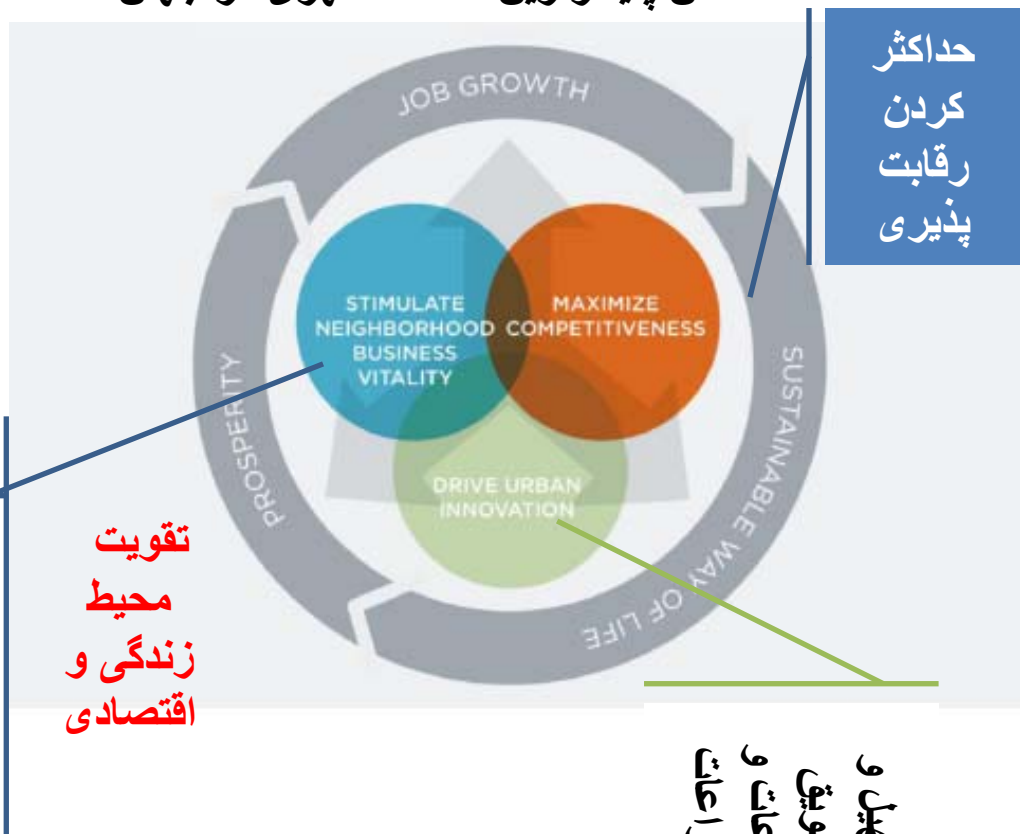 حداکثر
کردن
رقابت
پذیری
JOB GROWTH
STIMULATE
NEIGHBORHOOD
BUSINESS
VITALITY
MAXIMIZE
COMPETITIVENESS
PROSPERITY
SUSTAINABLE WAY OF LIFE
DRIVE URBAN
INNOVATION
تقویت
محیط
زندگی و
اقتصادی